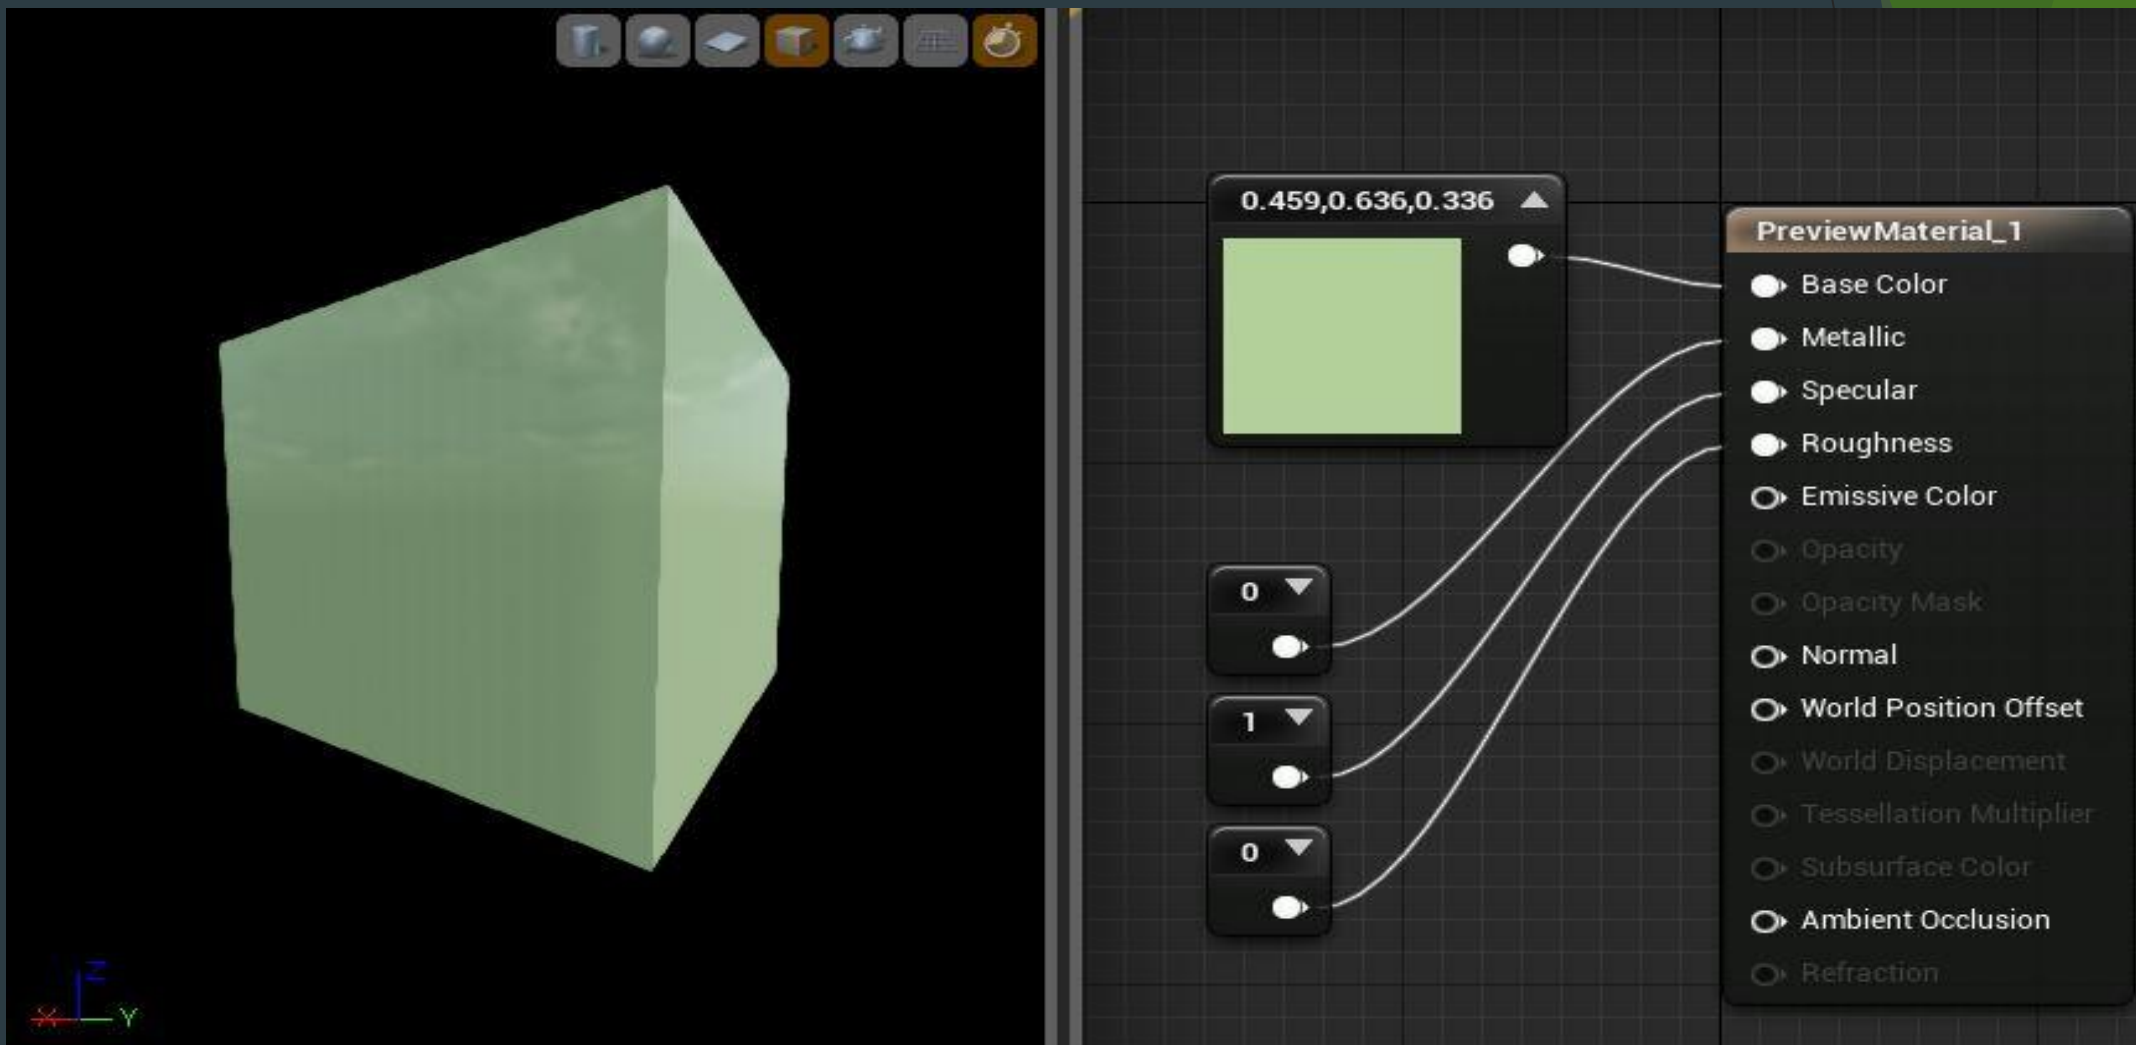 0.459,0.636,0.336
PreviewMaterial_1
Base Color
Metallic
Specular
Roughness
Emissive Color
Opacity
Opacity Mask
Normal
World Position Offset
World Displacement
Tessellation Multiplier
Subsurface Color
Ambient Occlusion
Refraction
0
1
0
Z
X
Y